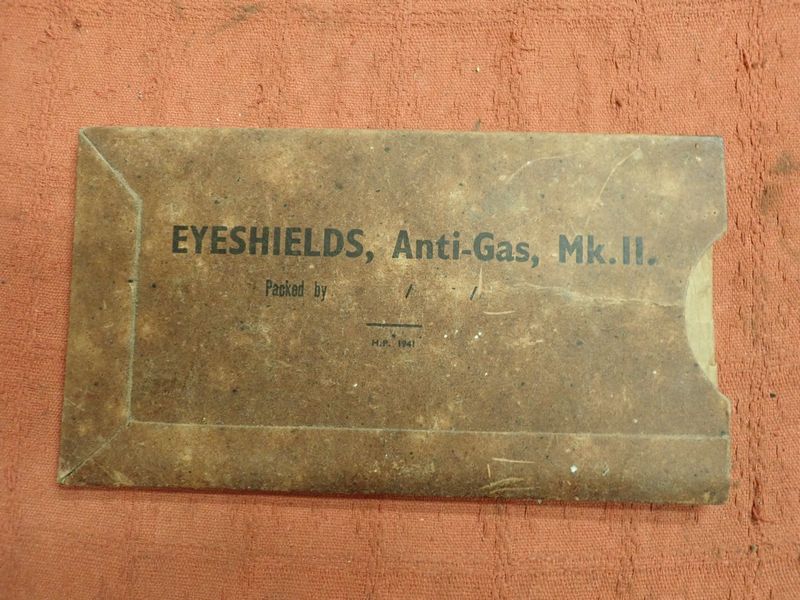 EYESHIELDS, Anti-Gas, Mk.II.
Packed by / /
H.P. 1941